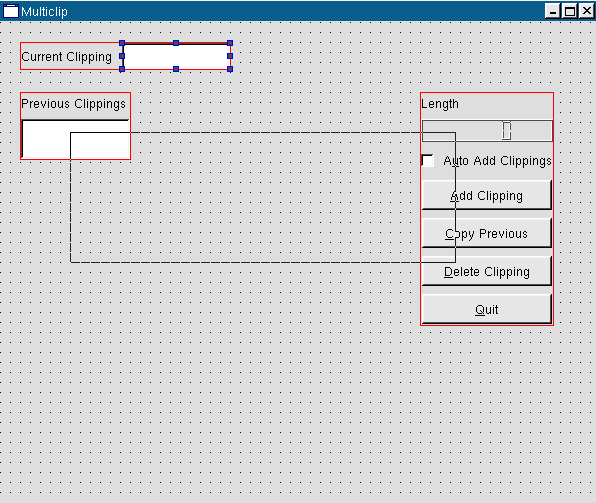 Multiclip
Current Clipping
Previous Clippings
Length
Auto Add Clippings
Add Clipping
Copy Previous
Delete Clipping
Quit